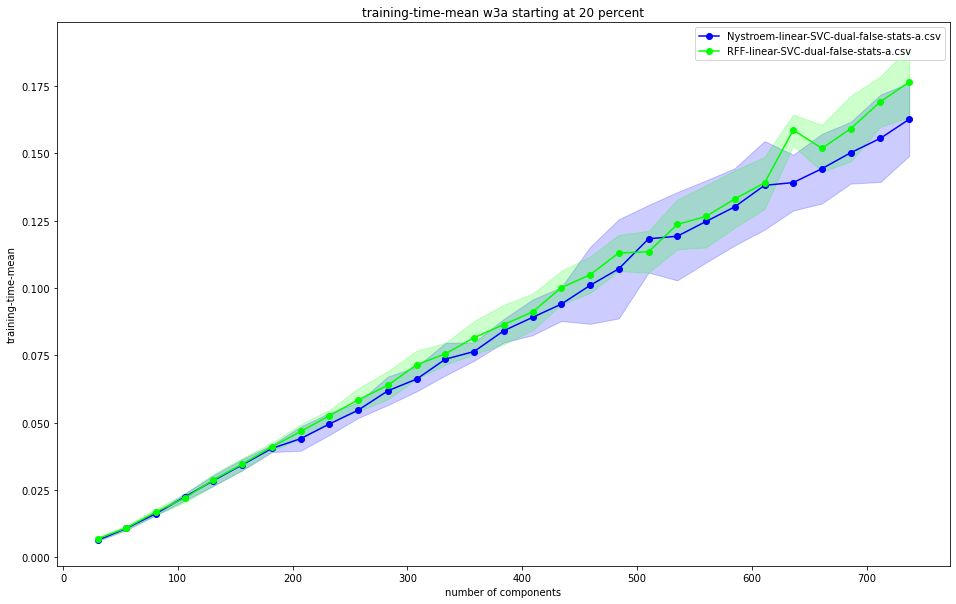 training-time-mean w3a starting at 20 percent
Nystroem-linear-SVC-dual-false-stats-a.csv
RFF-linear-SVC-dual-false-stats-a.csv
0.175
0.150
0.125
0.100
0.075
0.050
0.025
0.000
training-time-mean
0 100 200 300 400 500 600 700
number of components